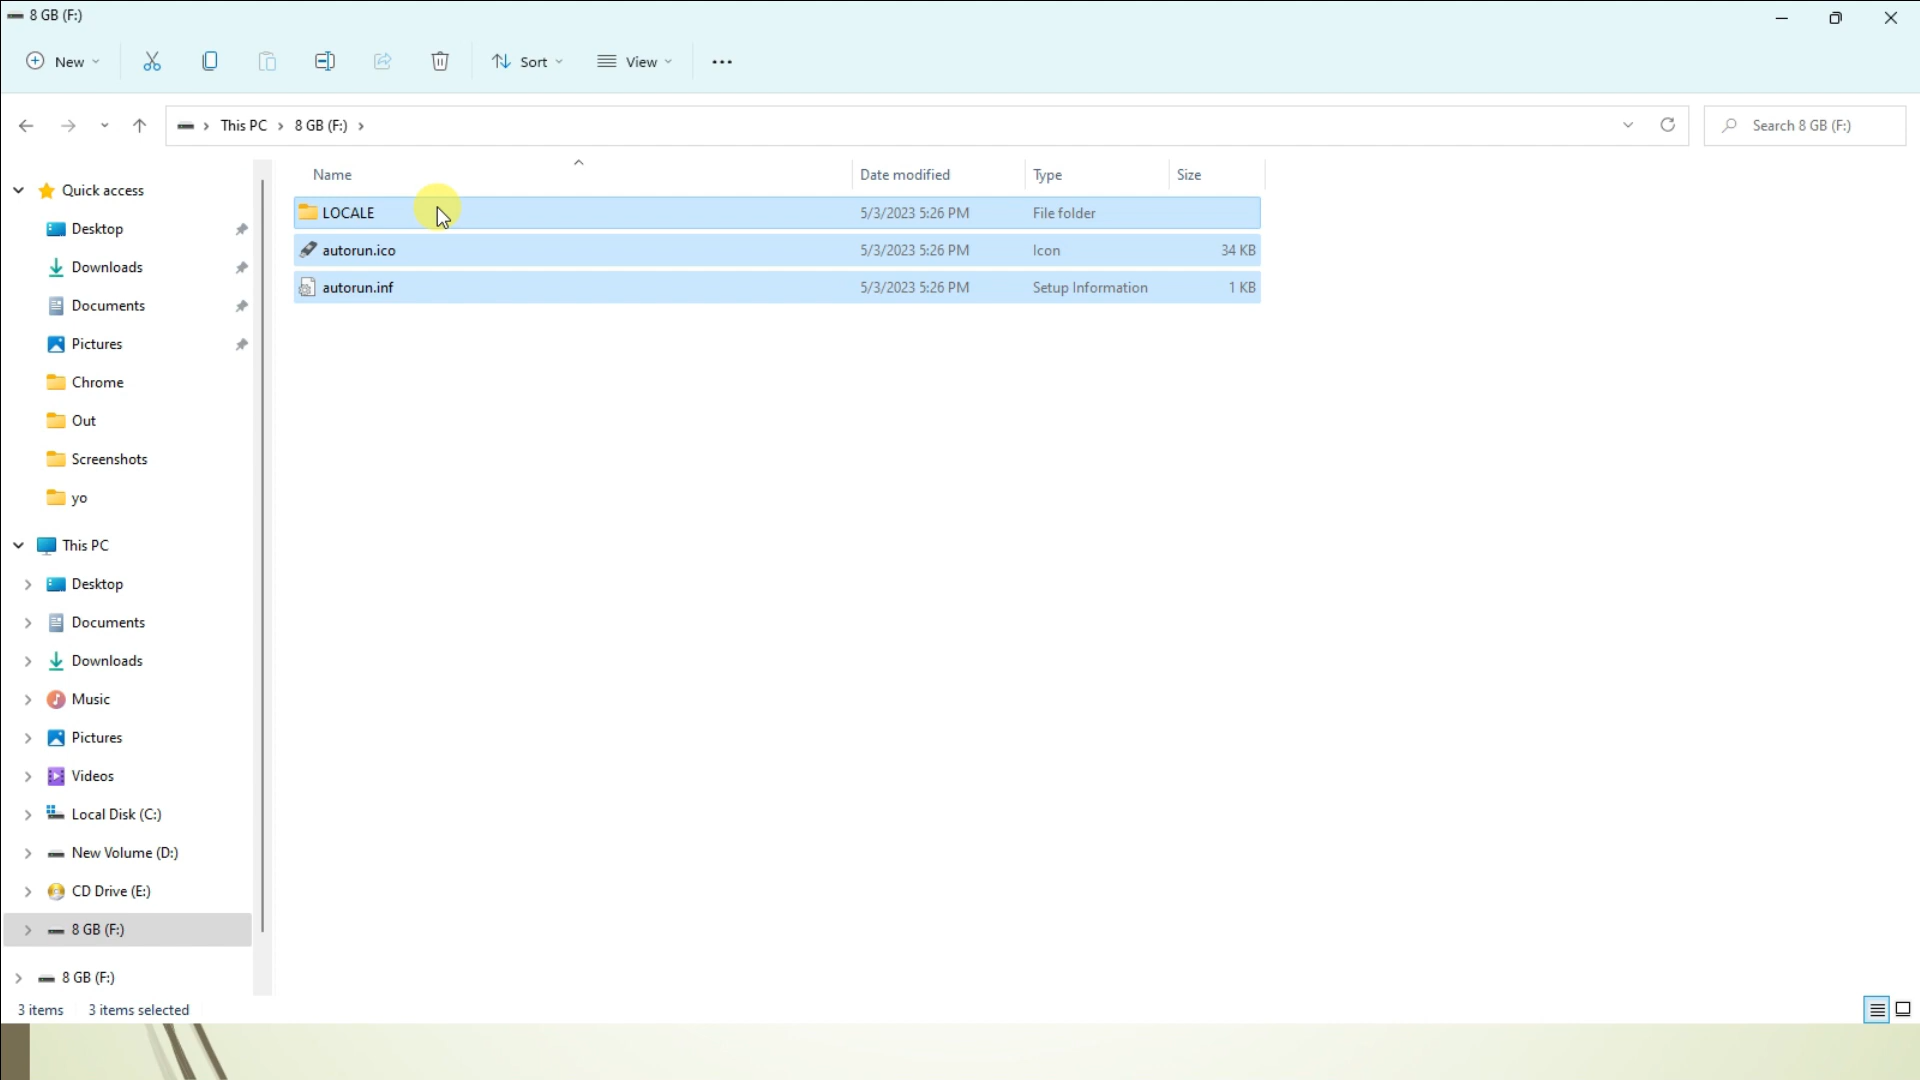 8 GB (F:)
New
Sort
View
This PC
8 GB (F:)
Search 8 GB (F:)
Name
Date modified
Type
Size
LOCALE
5/3/2023 5:26 PM
File folder
autorun.ico
5/3/2023 5:26 PM
Icon
34 KB
autorun.inf
5/3/2023 5:26 PM
Setup Information
1 KB
Quick access
Desktop
Downloads
Documents
Pictures
Chrome
Out
Screenshots
yo
This PC
Desktop
Documents
Downloads
Music
Pictures
Videos
Local Disk (C:)
New Volume (D:)
CD Drive (E:)
8 GB (F:)
8 GB (F:)
3 items
3 items selected